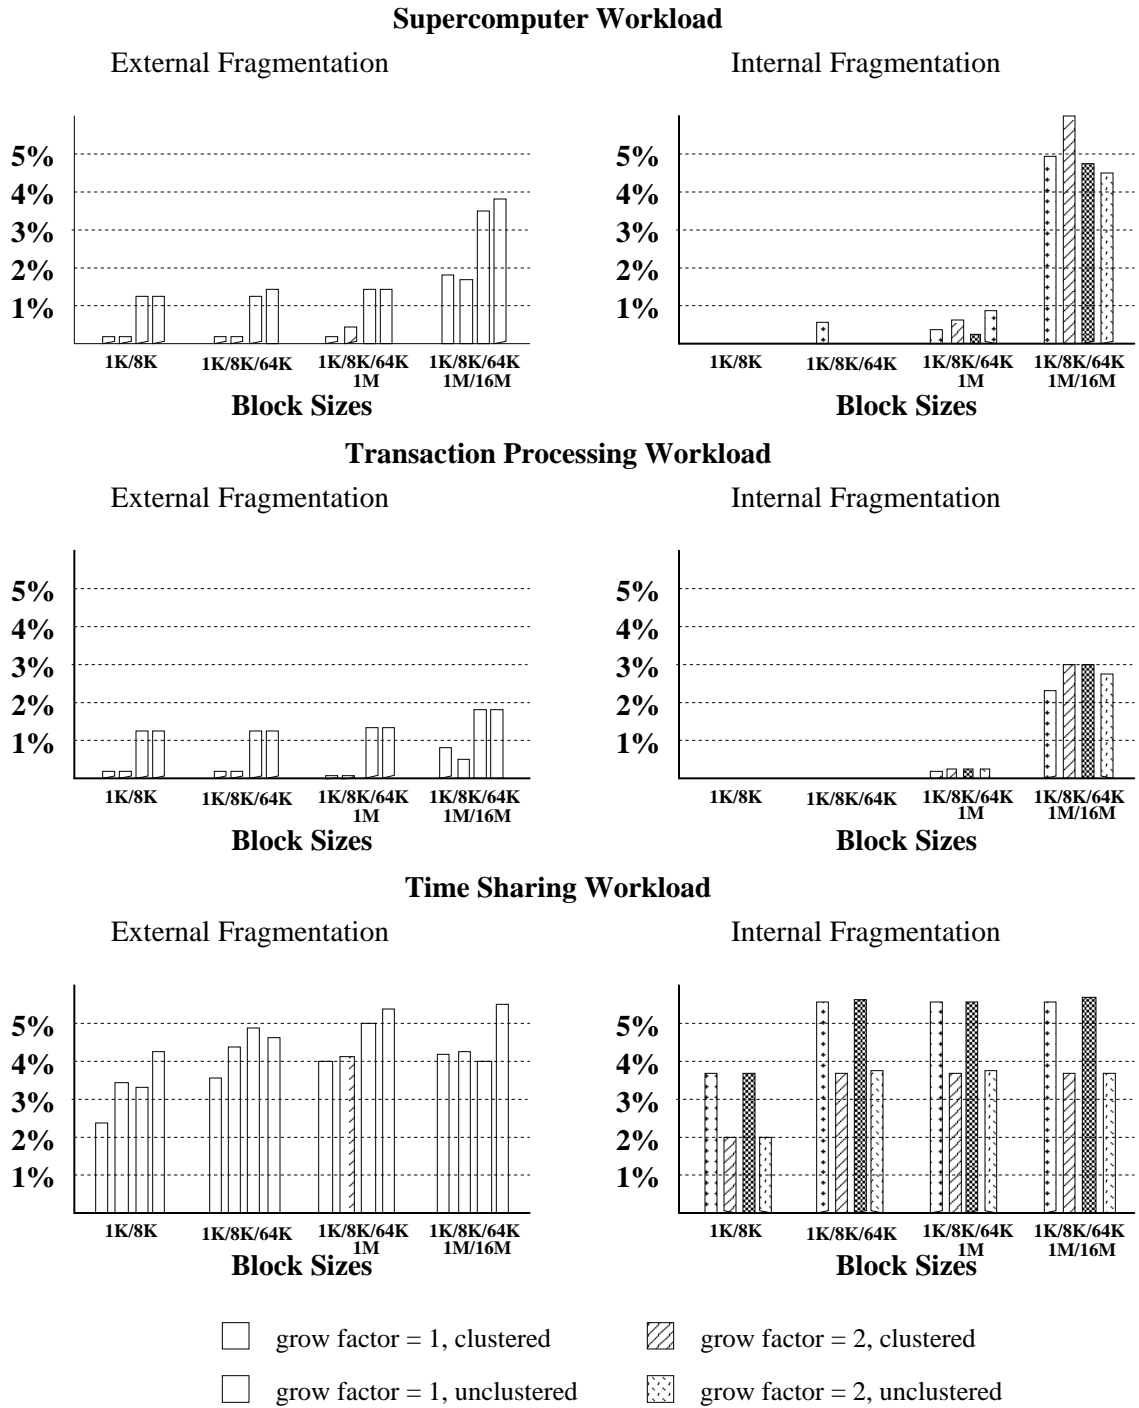 Supercomputer Workload
External Fragmentation
Internal Fragmentation
5%
4%
3%
2%
1%
1K/8K
1K/8K/64K
1K/8K/64K
1M
1K/8K/64K
1M/16M
Block Sizes
5%
4%
3%
2%
1%
1K/8K
1K/8K/64K
1K/8K/64K
1M
1K/8K/64K
1M/16M
Block Sizes
Transaction Processing Workload
External Fragmentation
Internal Fragmentation
5%
4%
3%
2%
1%
1K/8K
1K/8K/64K
1K/8K/64K
1M
1K/8K/64K
1M/16M
Block Sizes
5%
4%
3%
2%
1%
1K/8K
1K/8K/64K
1K/8K/64K
1M
1K/8K/64K
1M/16M
Block Sizes
Time Sharing Workload
External Fragmentation
Internal Fragmentation
5%
4%
3%
2%
1%
1K/8K
1K/8K/64K
1K/8K/64K
1M
1K/8K/64K
1M/16M
Block Sizes
5%
4%
3%
2%
1%
1K/8K
1K/8K/64K
1K/8K/64K
1M
1K/8K/64K
1M/16M
Block Sizes
grow factor = 1, clustered
grow factor = 2, clustered
grow factor = 1, unclustered
grow factor = 2, unclustered